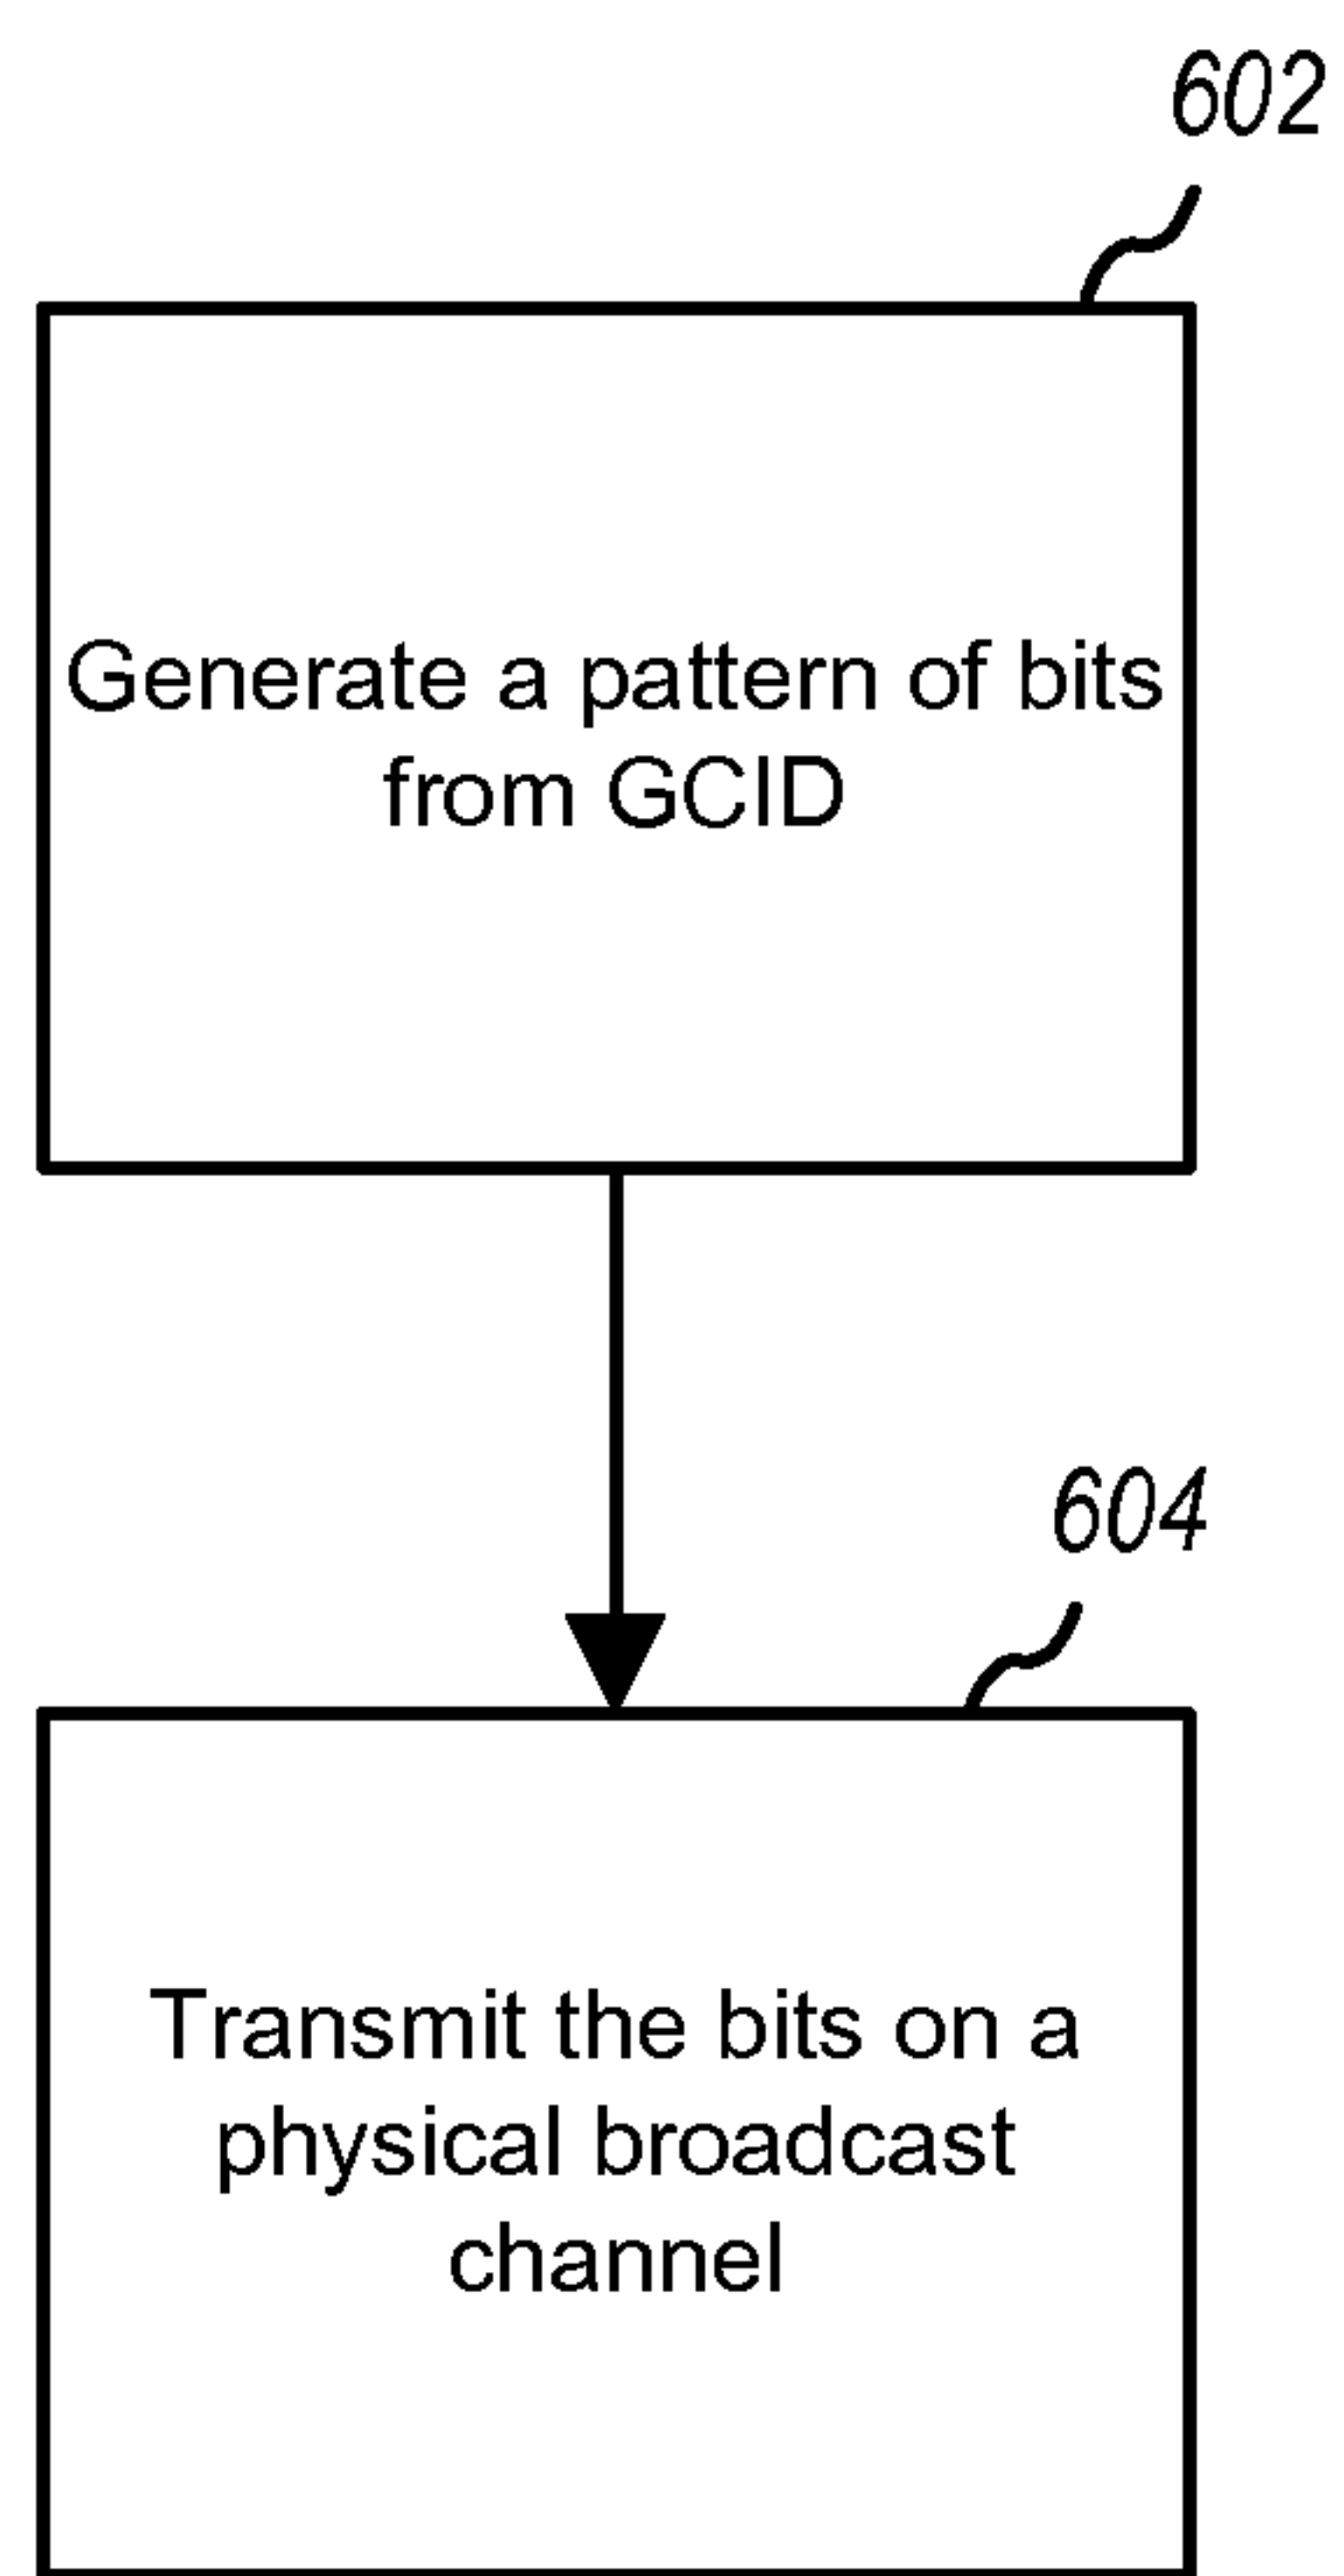 602
Generate a pattern of bits
from GCID
604
Transmit the bits on a
physical broadcast
channel